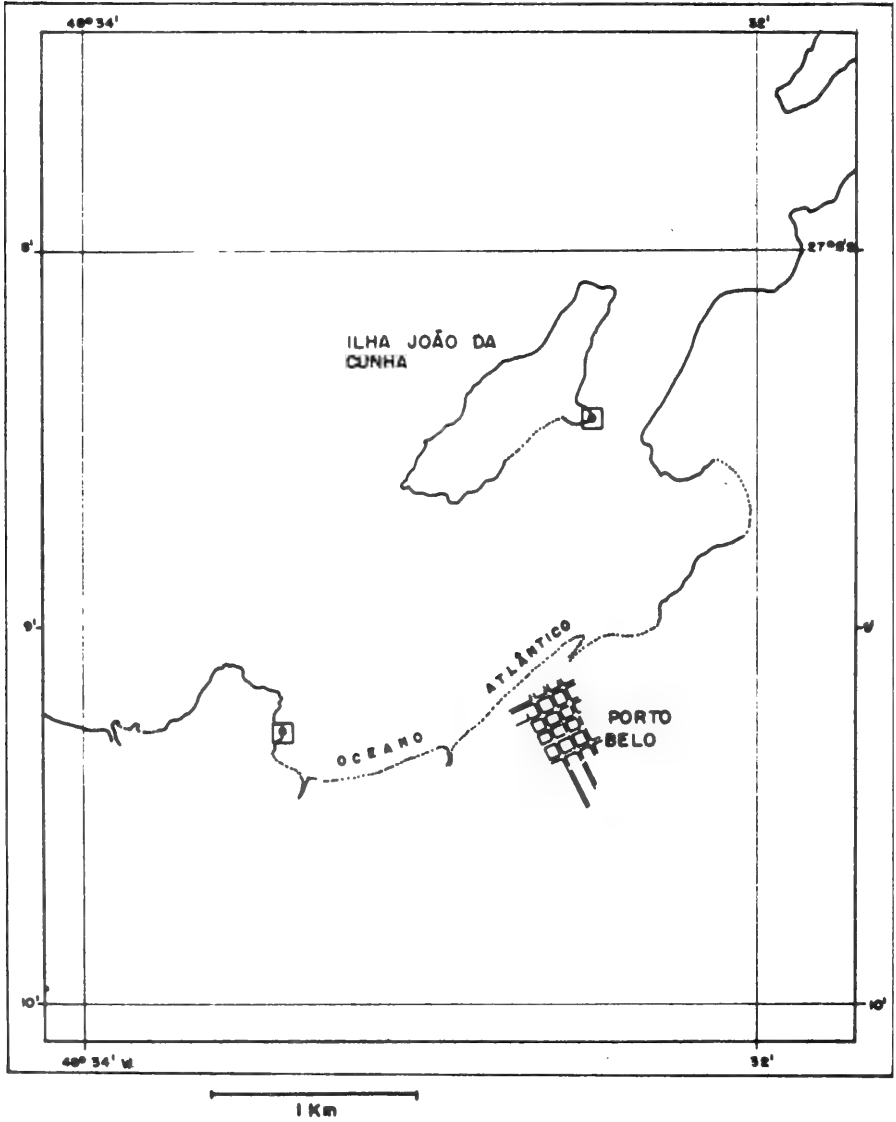 48° 34'
32'
8'
27° 8' S
ILHA JOÃO DA
CUNHA
9'
9'
ATLÂNTICO
OCEANO
PORTO
BELO
10'
10'
48° 34' W
32'
1 Km